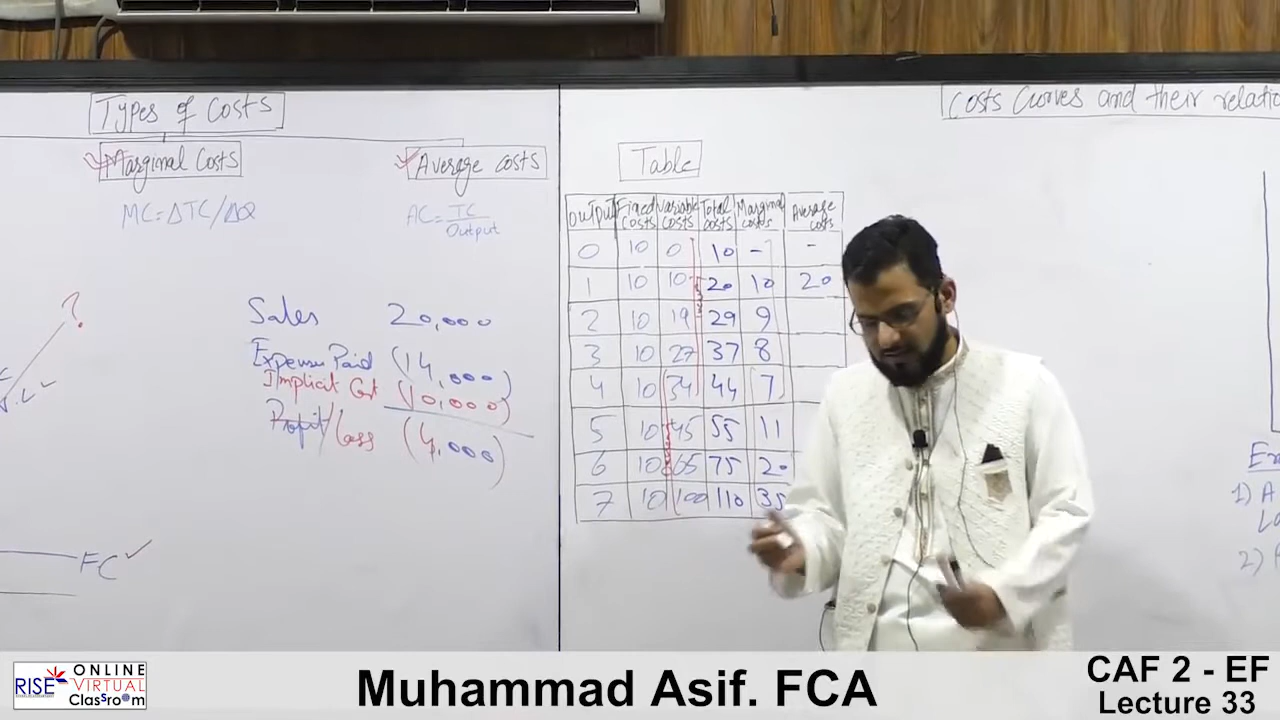 Types of Costs
Marginal Costs
Average costs
MC=ΔTC/ΔQ
AC=TC/Output
?
Sales 20,000
Expense Paid (14,000)
Implicit Cost (10,000)
Profit/Loss (4,000)
FC
Costs Curves and their relatio
Table
Output Fixed costs Variable costs Total costs Marginal costs Average costs
0 10 0 10 - -
1 10 10 20 10 20
2 10 19 29 9
3 10 27 37 8
4 10 34 44 7
5 10 45 55 11
6 10 65 75 20
7 10 100 110 35
1) A
2)
RISE ONLINE VIRTUAL Classroom
Muhammad Asif. FCA
CAF 2 - EF
Lecture 33